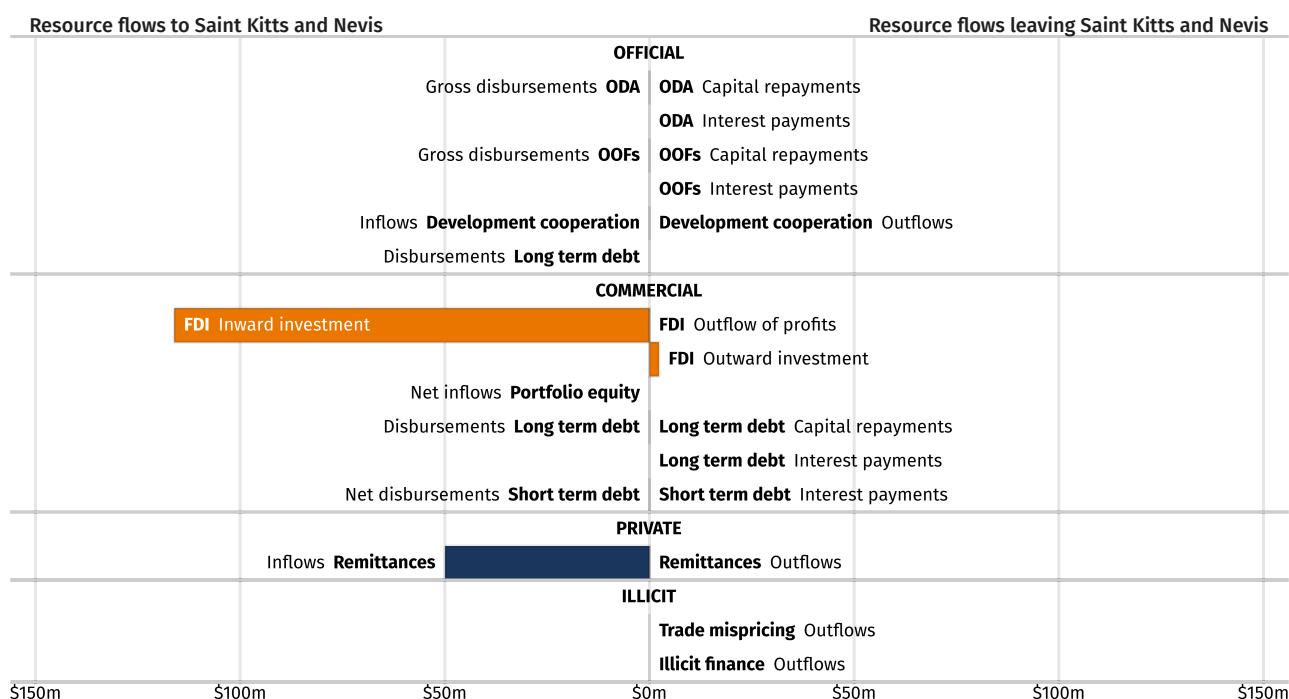 Resource flows to Saint Kitts and Nevis Resource flows leaving Saint Kitts and Nevis
OFFICIAL
Gross disbursements ODA ODA Capital repayments
ODA Interest payments
Gross disbursements OOFs OOFs Capital repayments
OOFs Interest payments
Inflows Development cooperation Development cooperation Outflows
Disbursements Long term debt
COMMERCIAL
FDI Inward investment FDI Outflow of profits
FDI Outward investment
Net inflows Portfolio equity
Disbursements Long term debt Long term debt Capital repayments
Long term debt Interest payments
Net disbursements Short term debt Short term debt Interest payments
PRIVATE
Inflows Remittances Remittances Outflows
ILLICIT
Trade mispricing Outflows
Illicit finance Outflows
$150m $100m $50m $0m $50m $100m $150m